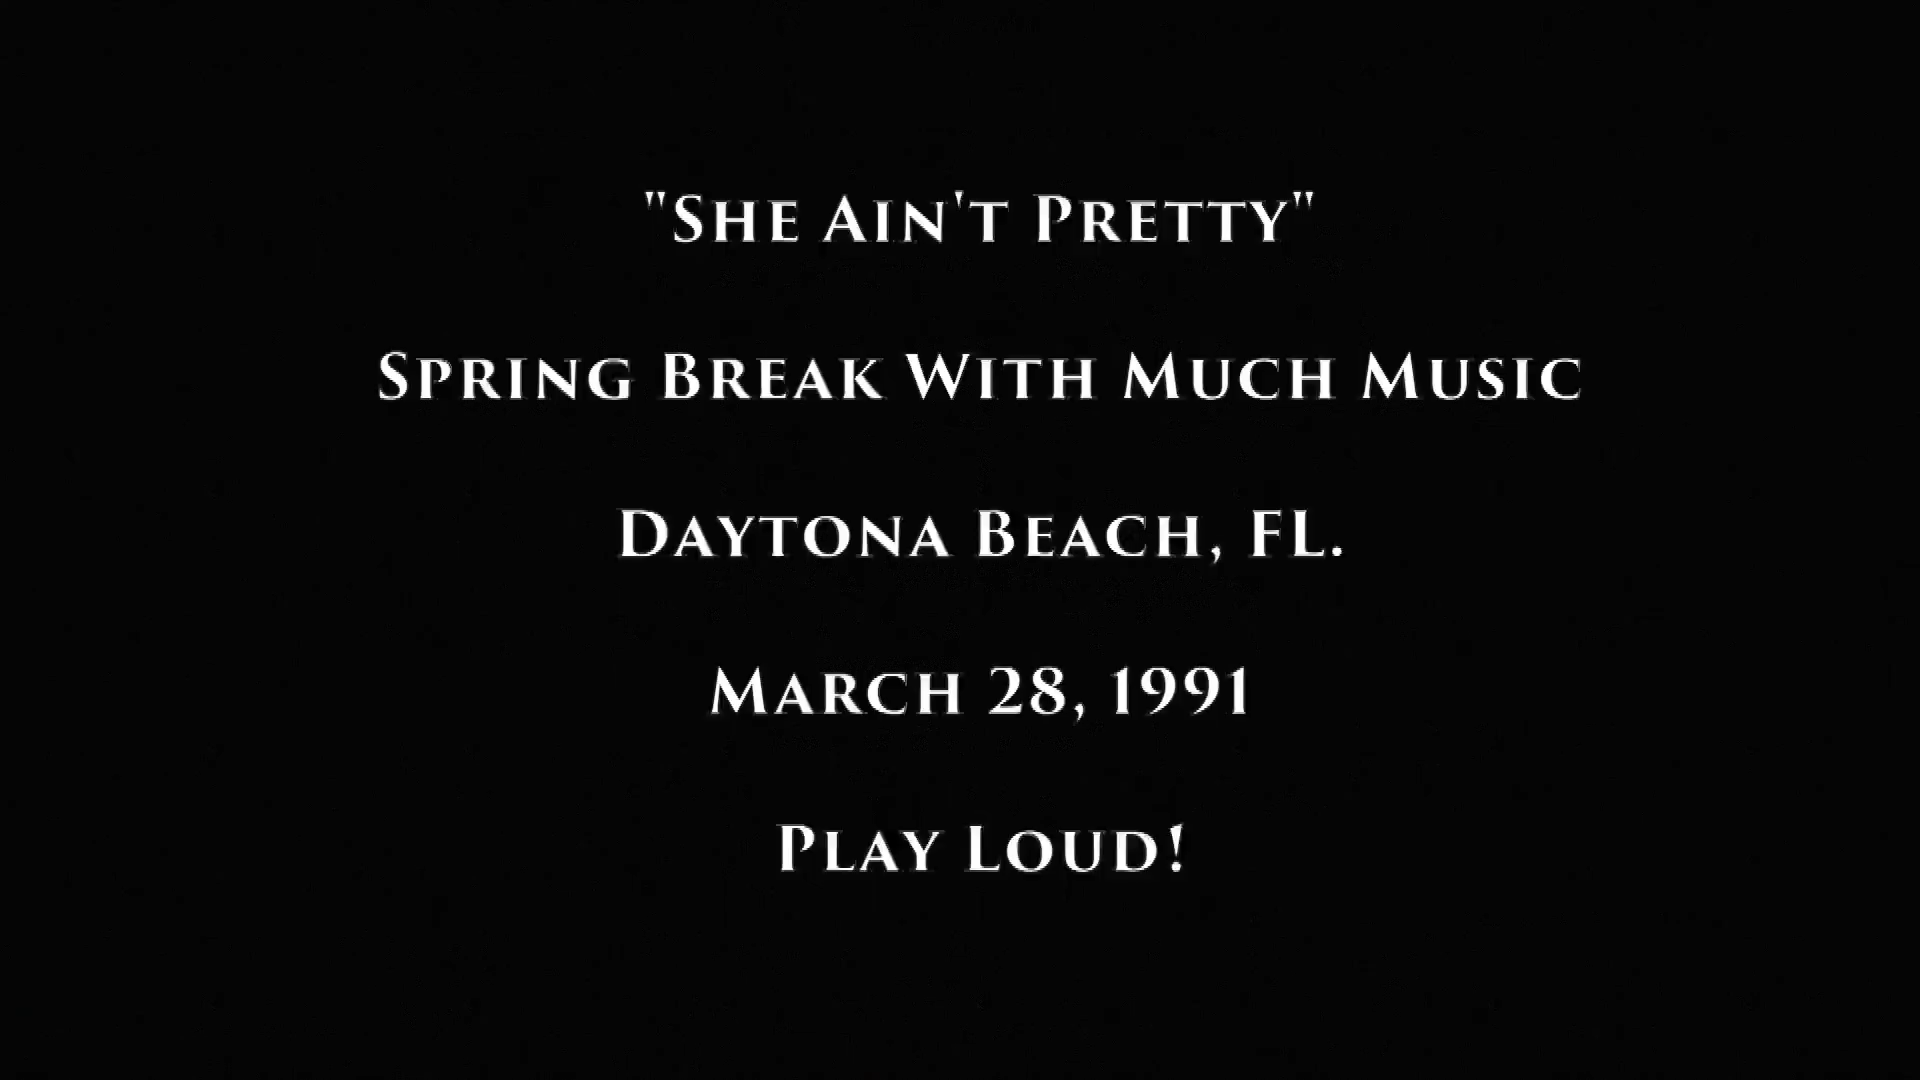 "She Ain't Pretty"
Spring Break With Much Music
Daytona Beach, FL.
March 28, 1991
Play Loud!